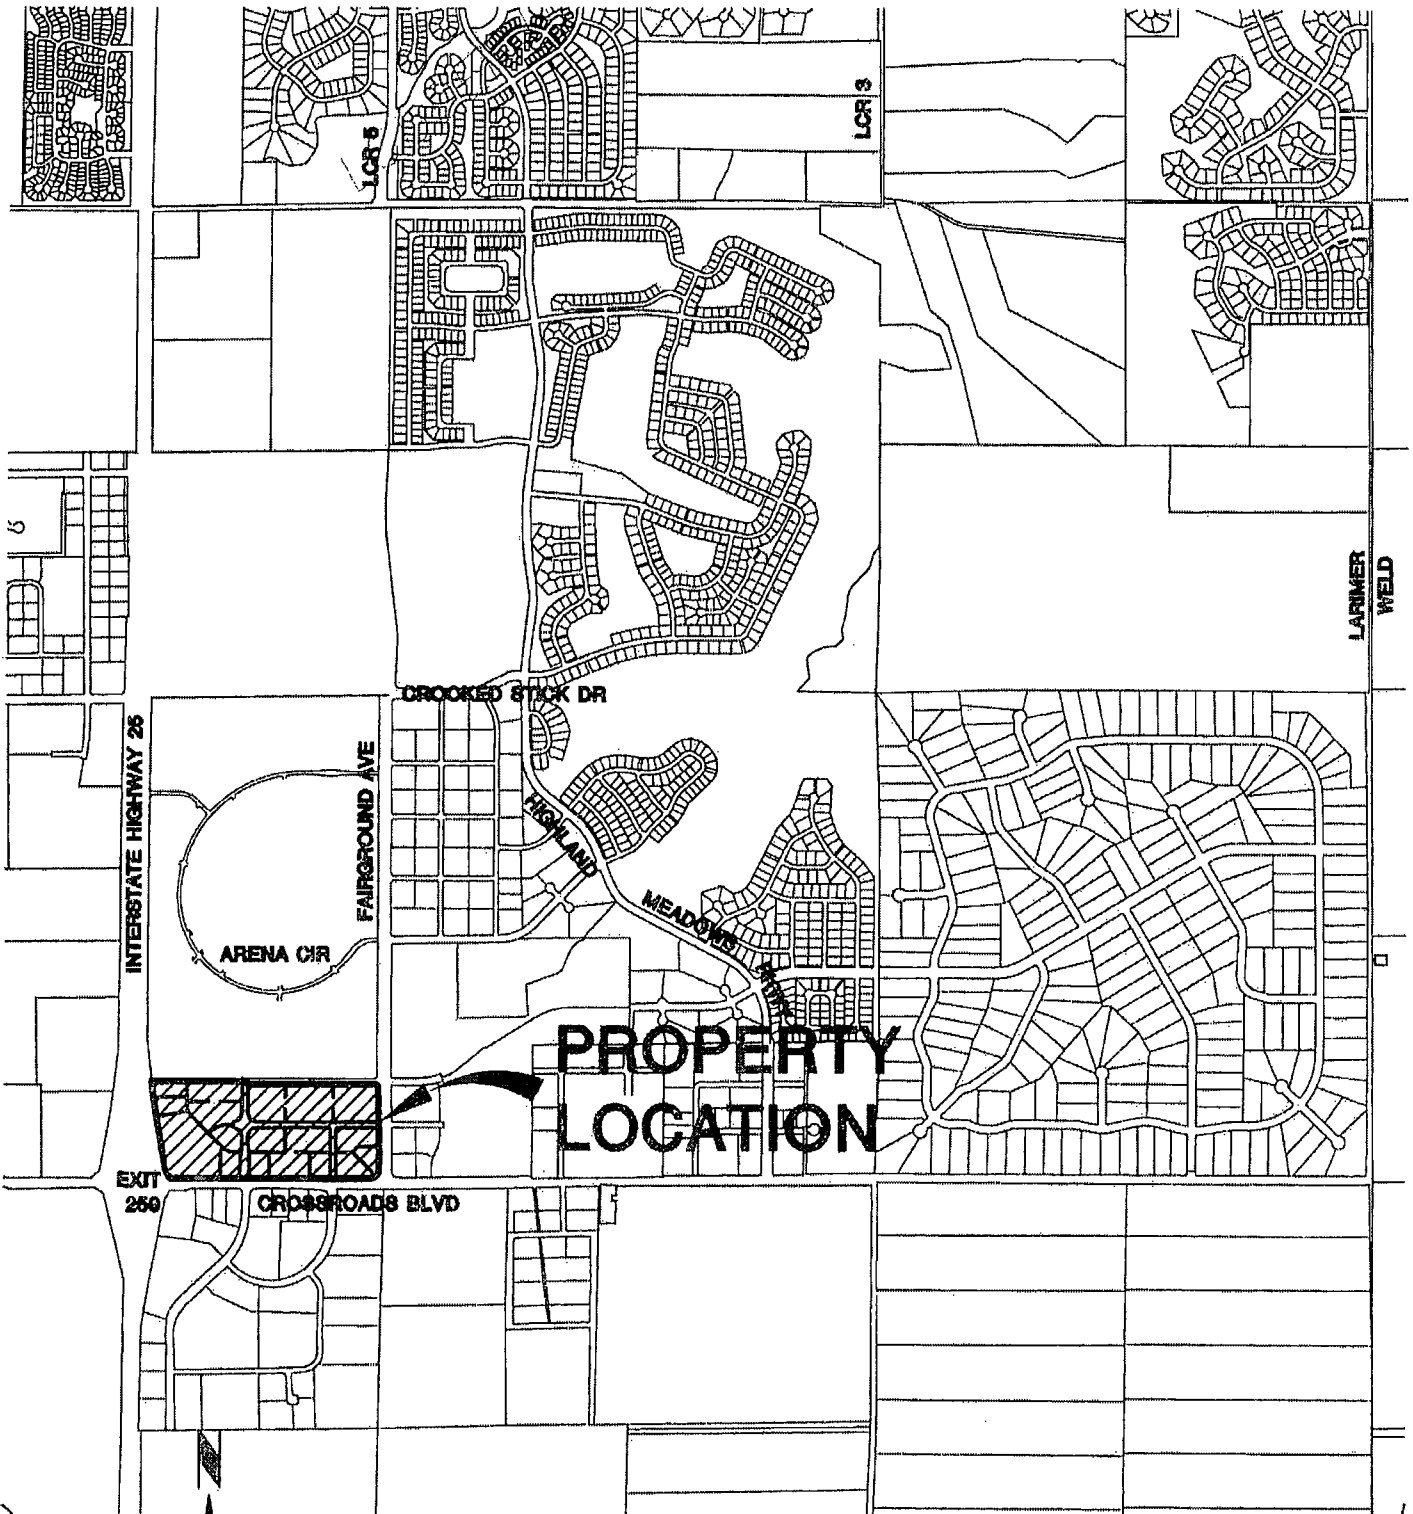 LCR 5
LCR 3
LARIMER
WELD
CROOKED STICK DR
INTERSTATE HIGHWAY 25
FAIRGROUND AVE
HIGHLAND
MEADOWS
PKWY
ARENA CIR
PROPERTY
LOCATION
EXIT
259
CROSSROADS BLVD